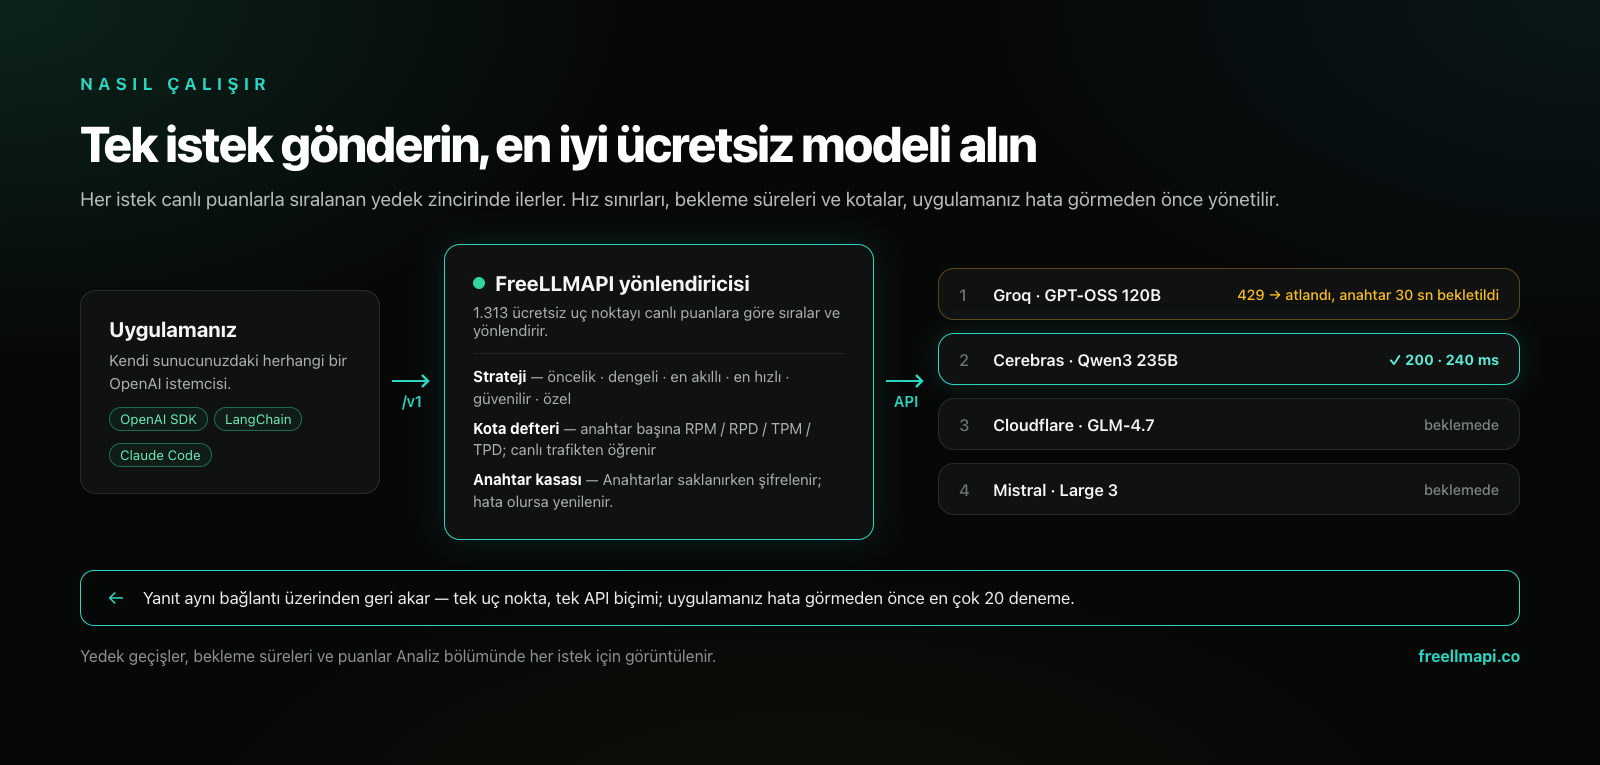 NASIL ÇALIŞIR
Tek istek gönderin, en iyi ücretsiz modeli alın
Her istek canlı puanlarla sıralanan yedek zincirinde ilerler. Hız sınırları, bekleme süreleri ve kotalar, uygulamanız hata görmeden önce yönetilir.
Uygulamanız
Kendi sunucunuzdaki herhangi bir
OpenAI istemcisi.
OpenAI SDK
LangChain
Claude Code
/v1
FreeLLMAPI yönlendiricisi
1.313 ücretsiz uç noktayı canlı puanlara göre sıralar ve
yönlendirir.
Strateji — öncelik · dengeli · en akıllı · en hızlı ·
güvenilir · özel
Kota defteri — anahtar başına RPM / RPD / TPM /
TPD; canlı trafikten öğrenir
Anahtar kasası — Anahtarlar saklanırken şifrelenir;
hata olursa yenilenir.
API
1 Groq · GPT-OSS 120B 429 → atlandı, anahtar 30 sn bekletildi
2 Cerebras · Qwen3 235B ✓ 200 · 240 ms
3 Cloudflare · GLM-4.7 beklemede
4 Mistral · Large 3 beklemede
← Yanıt aynı bağlantı üzerinden geri akar — tek uç nokta, tek API biçimi; uygulamanız hata görmeden önce en çok 20 deneme.
Yedek geçişler, bekleme süreleri ve puanlar Analiz bölümünde her istek için görüntülenir.
freellmapi.co